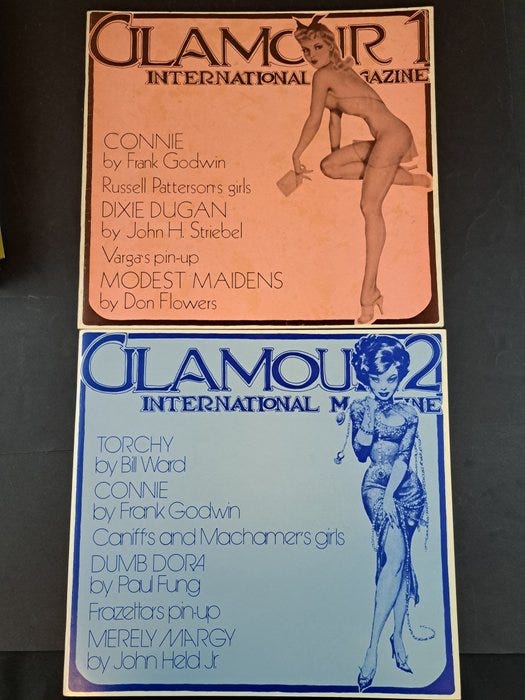 GLAMOUR 1
INTERNATIONAL MAGAZINE
CONNIE
by Frank Godwin
Russell Patterson's girls
DIXIE DUGAN
by John H. Striebel
Varga's pin-up
MODEST MAIDENS
by Don Flowers
GLAMOUR 2
INTERNATIONAL MAGAZINE
TORCHY
by Bill Ward
CONNIE
by Frank Godwin
Caniff's and Machamer's girls
DUMB DORA
by Paul Fung
Frazetta's pin-up
MERELY MARGY
by John Held Jr